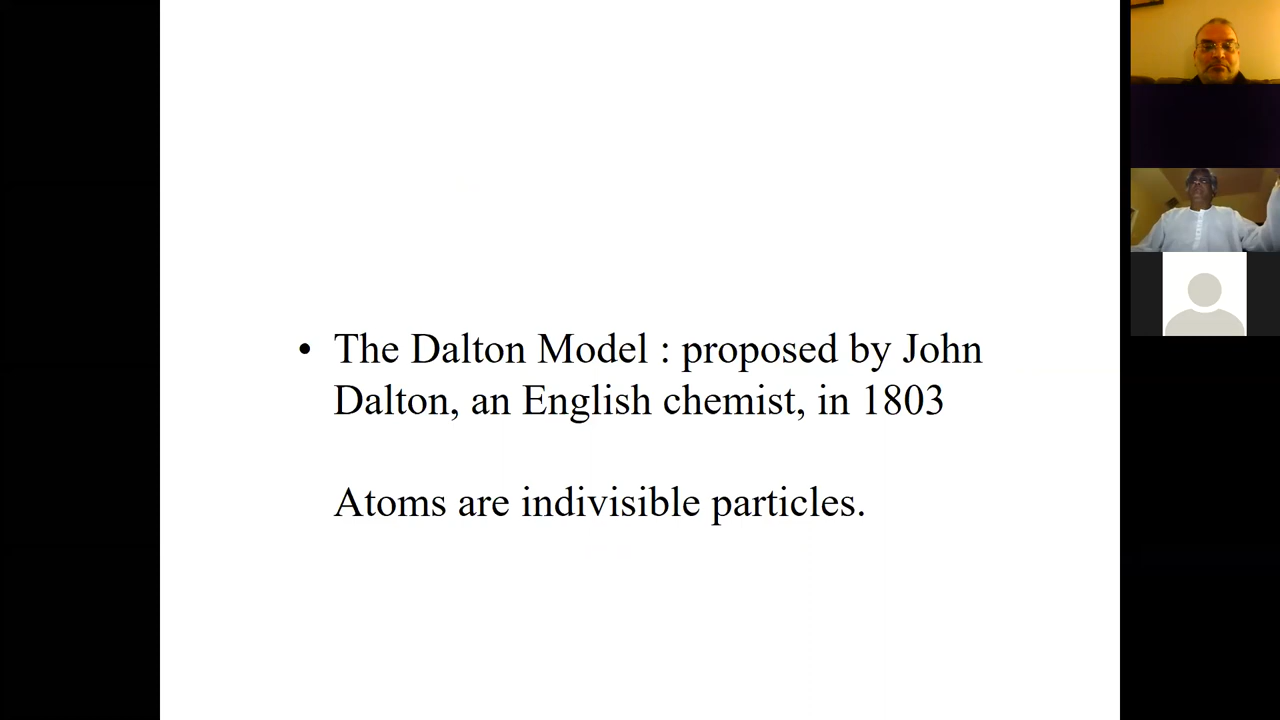 • The Dalton Model : proposed by John
Dalton, an English chemist, in 1803
Atoms are indivisible particles.